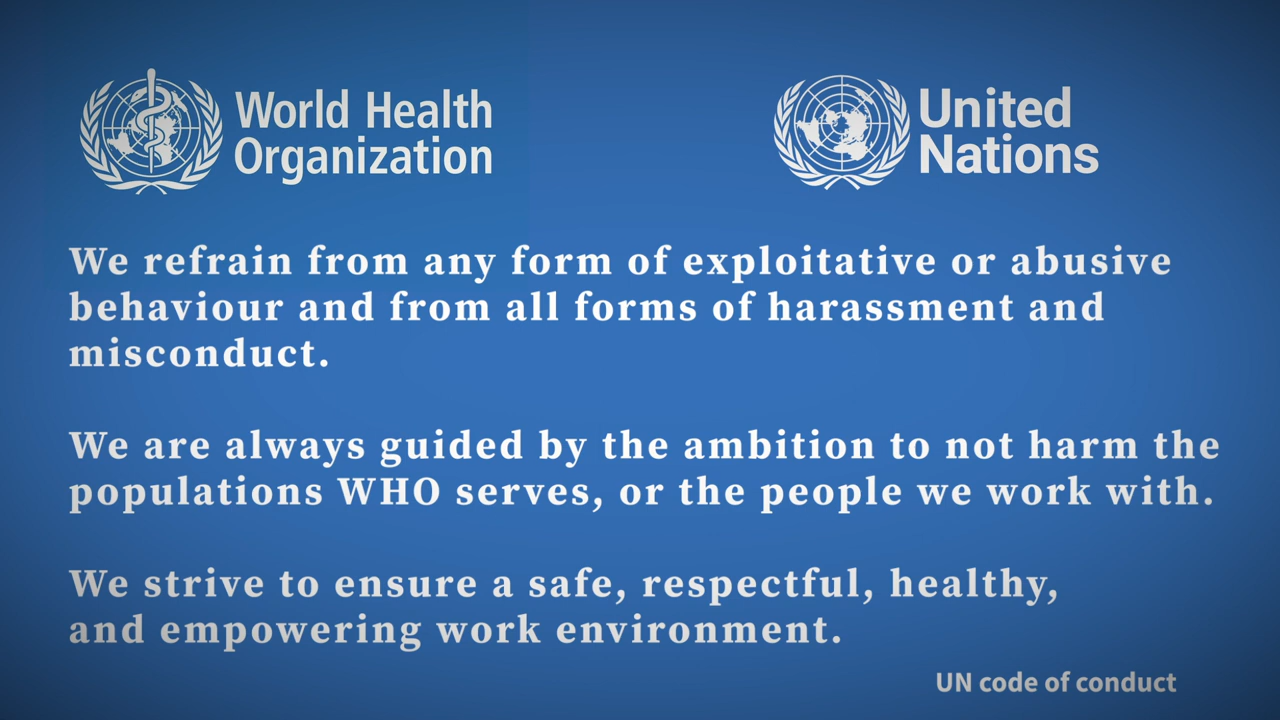 World Health
Organization
United
Nations
We refrain from any form of exploitative or abusive
behaviour and from all forms of harassment and
misconduct.
We are always guided by the ambition to not harm the
populations WHO serves, or the people we work with.
We strive to ensure a safe, respectful, healthy,
and empowering work environment.
UN code of conduct